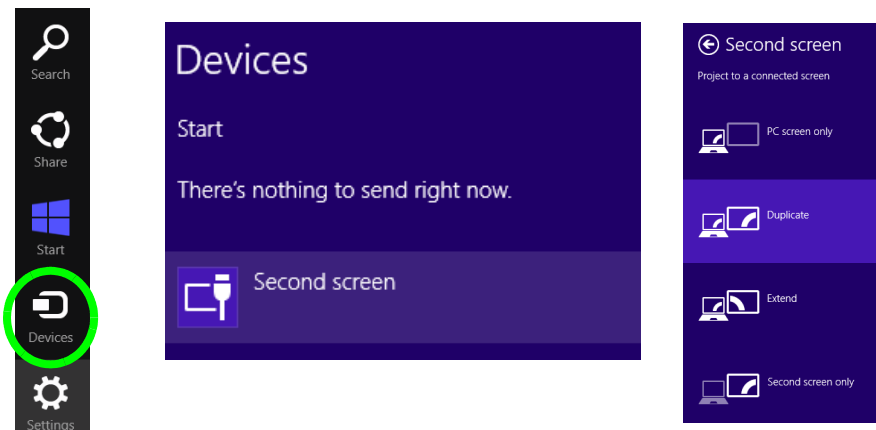 Search
Share
Start
Devices
Settings
Devices
Start
There's nothing to send right now.
Second screen
Second screen
Project to a connected screen
PC screen only
Duplicate
Extend
Second screen only